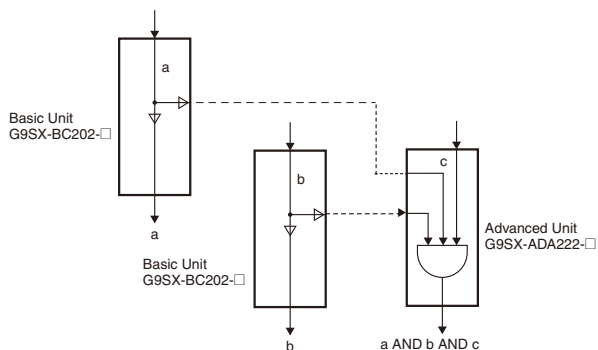 a
Basic Unit
G9SX-BC202-□
a
b
Basic Unit
G9SX-BC202-□
b
c
Advanced Unit
G9SX-ADA222-□
a AND b AND c